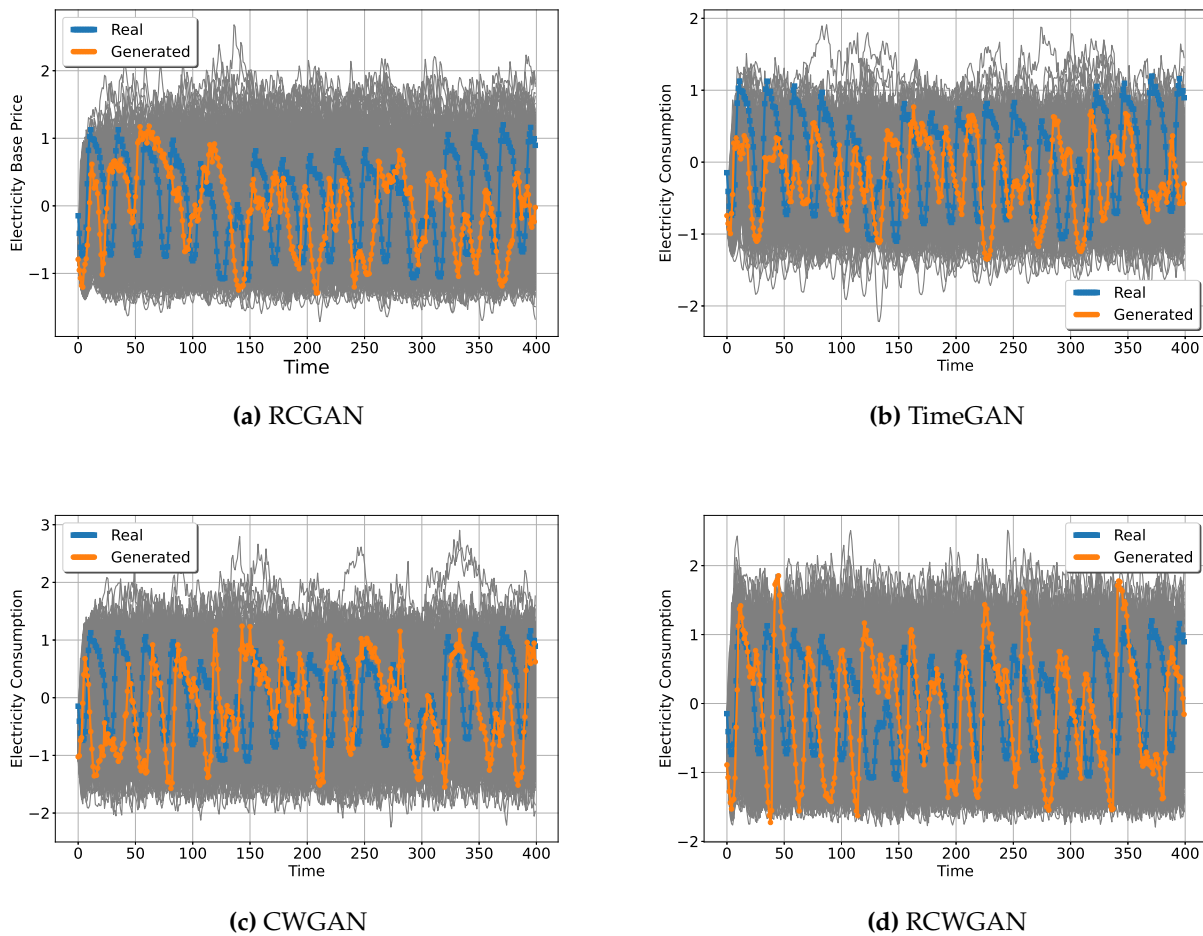 Real
Generated
Electricity Base Price
2
1
0
−1
0 50 100 150 200 250 300 350 400
Time
(a) RCGAN
Real
Generated
Electricity Consumption
2
1
0
−1
−2
0 50 100 150 200 250 300 350 400
Time
(b) TimeGAN
Real
Generated
Electricity Consumption
3
2
1
0
−1
−2
0 50 100 150 200 250 300 350 400
Time
(c) CWGAN
Real
Generated
Electricity Consumption
2
1
0
−1
−2
0 50 100 150 200 250 300 350 400
Time
(d) RCWGAN